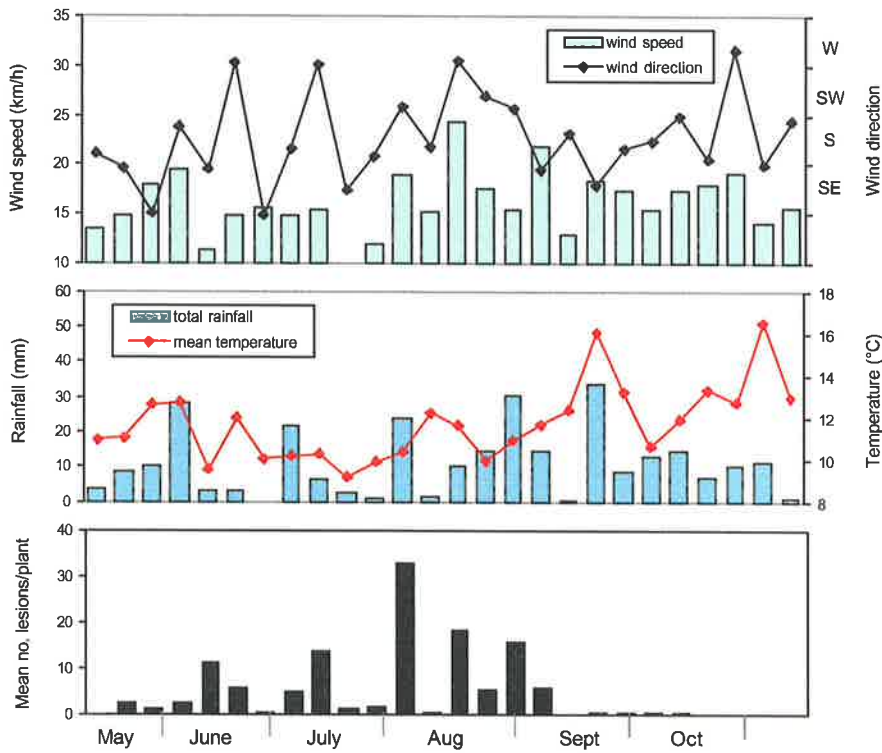 35
30
25
20
15
10
Wind speed (km/h)
wind speed
wind direction
W
SW
S
SE
Wind direction
60
50
40
30
20
10
0
Rainfall (mm)
total rainfall
mean temperature
18
16
14
12
10
8
Temperature (°C)
40
30
20
10
0
Mean no. lesions/plant
May June July Aug Sept Oct